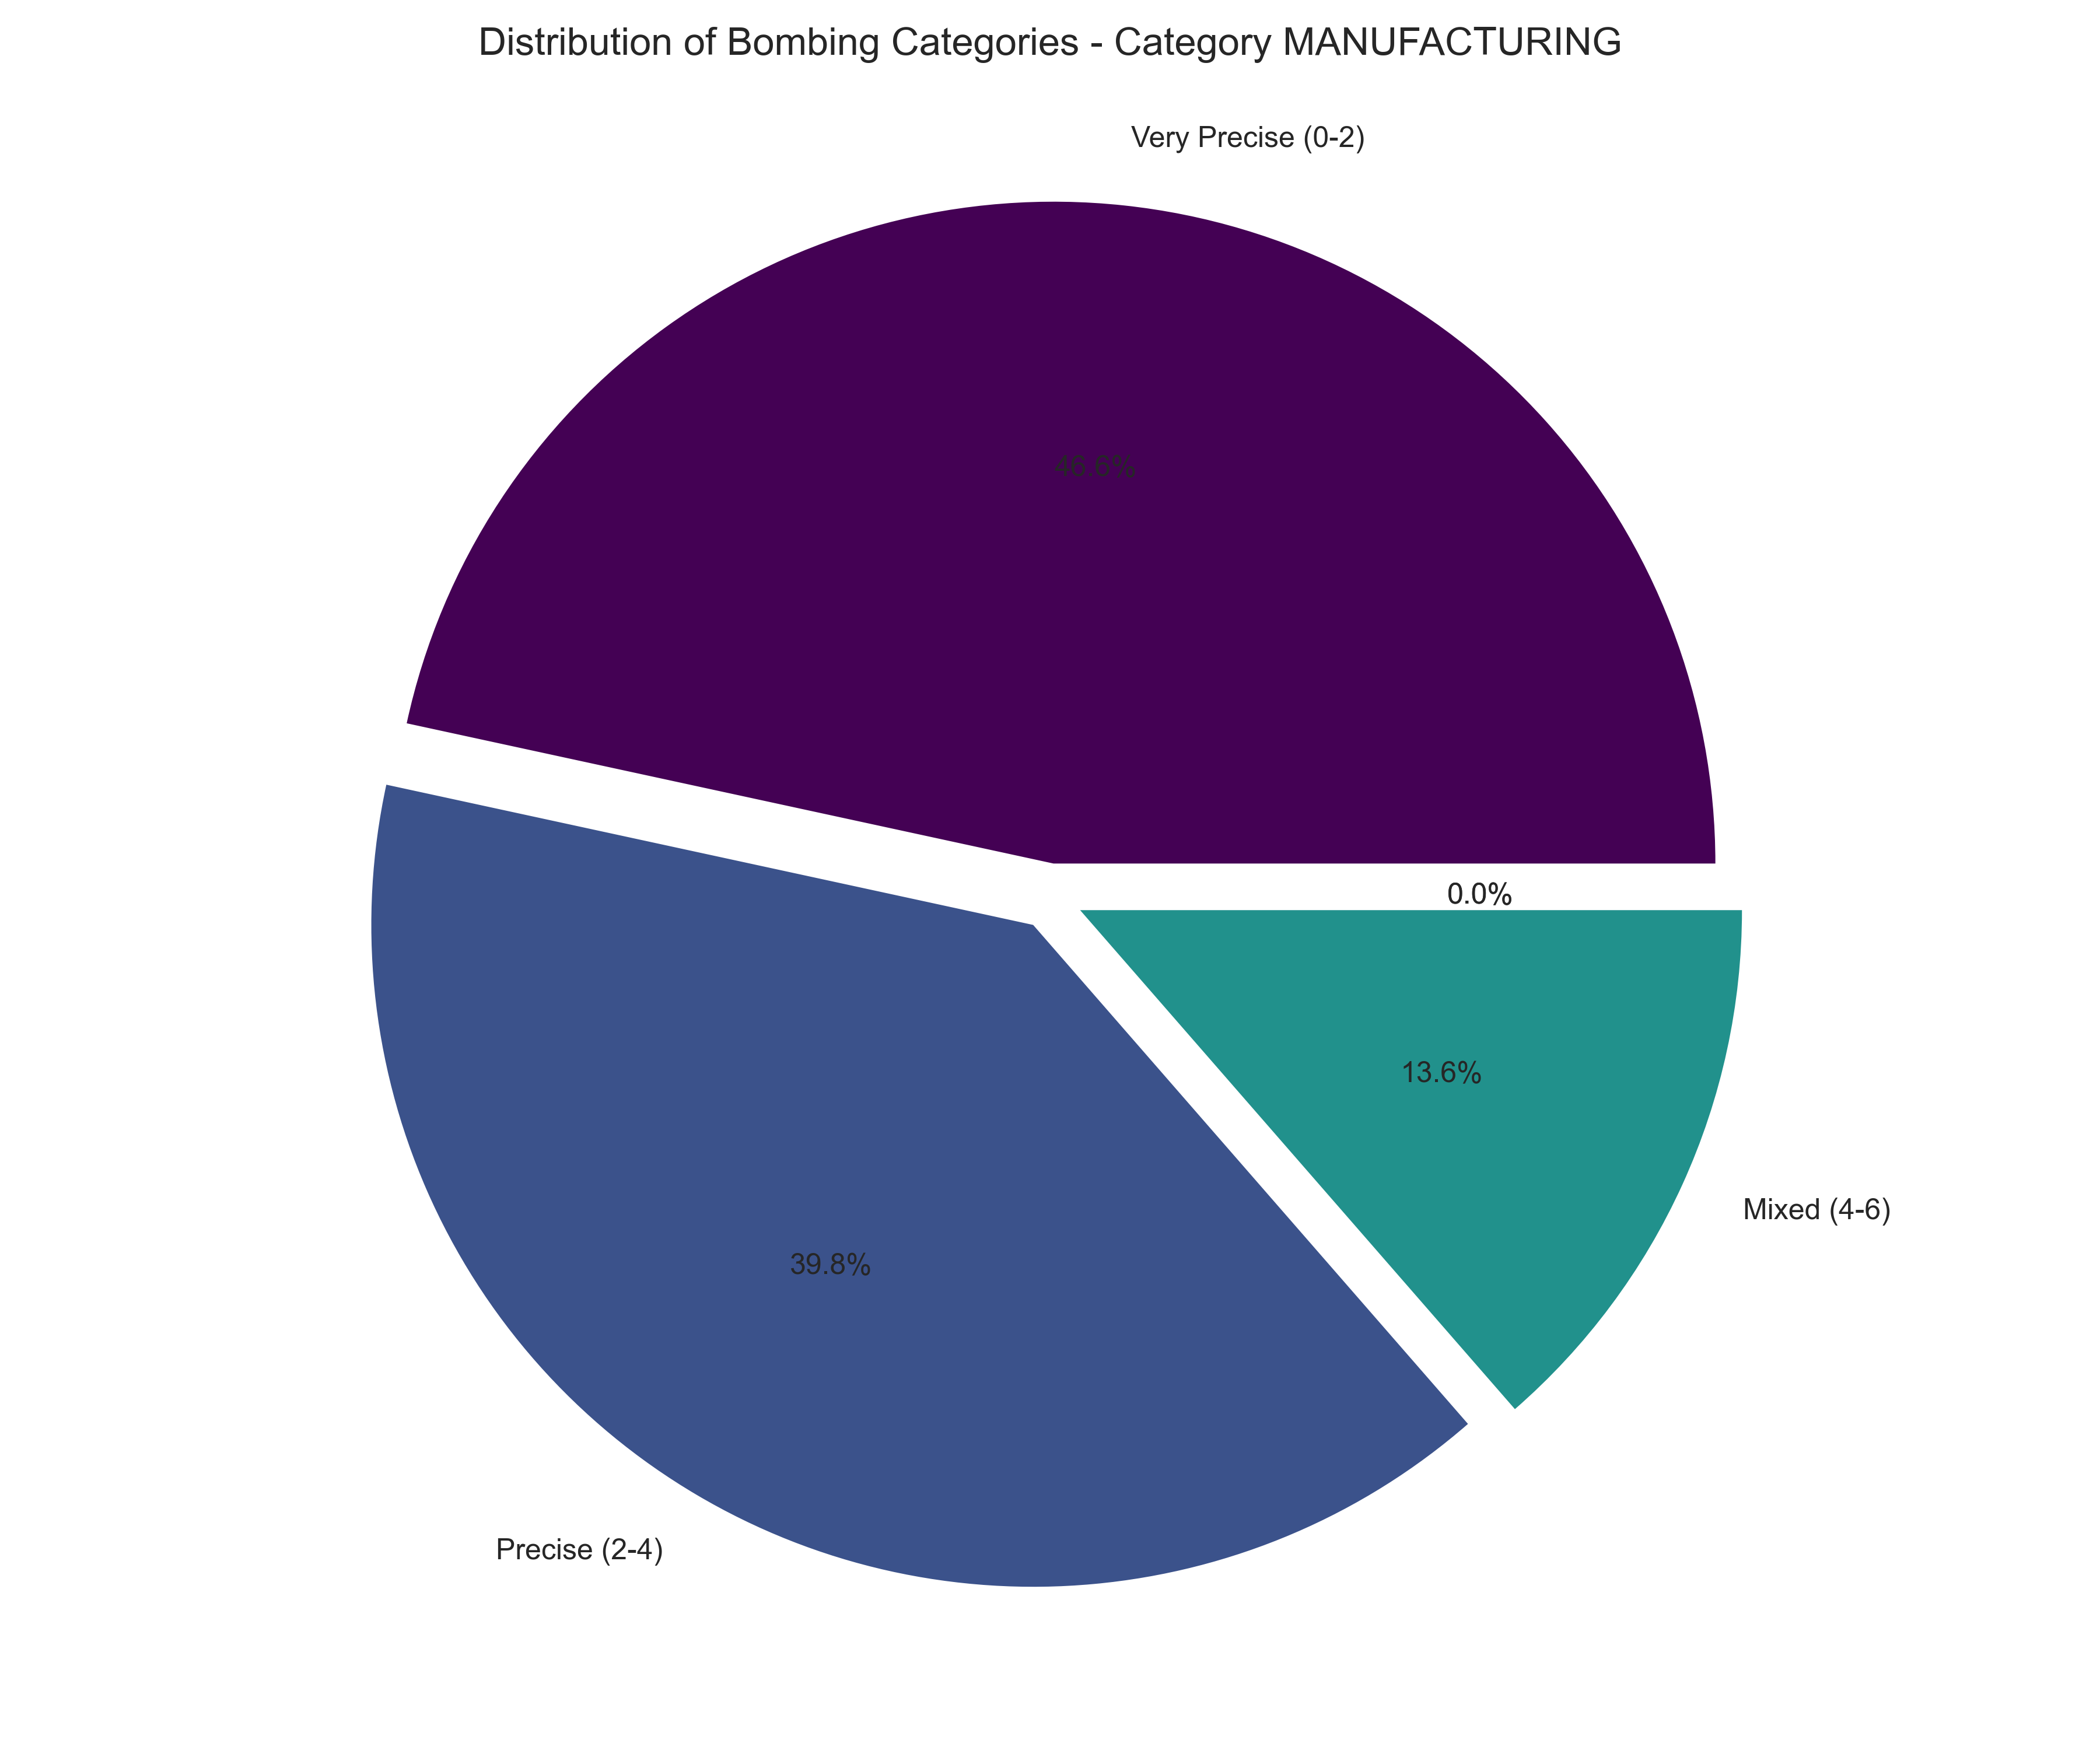 Distribution of Bombing Categories - Category MANUFACTURING
Very Precise (0-2)
46.6%
0.0%
13.6%
Mixed (4-6)
39.8%
Precise (2-4)